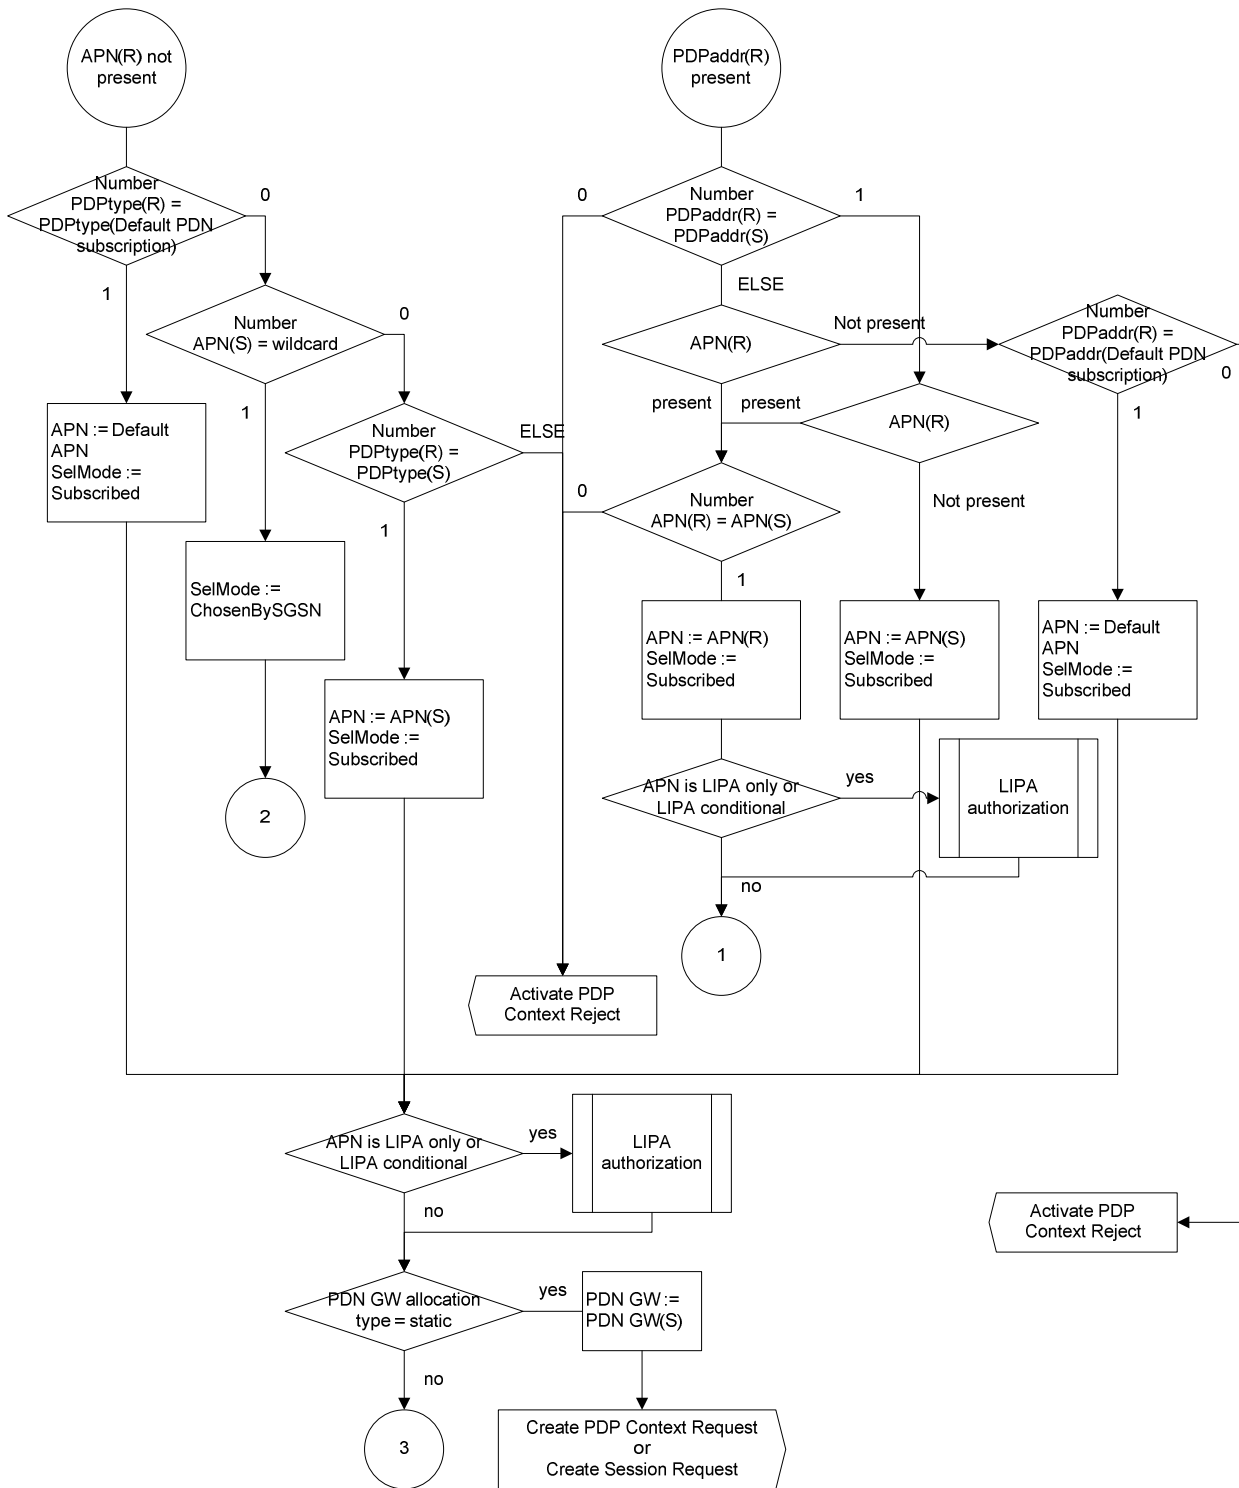 APN(R) not
present
PDPaddr(R)
present
Number
PDPtype(R) =
PDPtype(Default PDN
subscription)
0
1
Number
PDPaddr(R) =
PDPaddr(S)
0
1
ELSE
Number
APN(S) = wildcard
0
1
APN(R)
Not present
present
Number
PDPaddr(R) =
PDPaddr(Default PDN
subscription)
0
1
APN := Default
APN
SelMode :=
Subscribed
Number
PDPtype(R) =
PDPtype(S)
ELSE
1
present
APN(R)
Not present
0
Number
APN(R) = APN(S)
1
SelMode :=
ChosenBySGSN
APN := APN(R)
SelMode :=
Subscribed
APN := APN(S)
SelMode :=
Subscribed
APN := Default
APN
SelMode :=
Subscribed
APN := APN(S)
SelMode :=
Subscribed
2
APN is LIPA only or
LIPA conditional
yes
LIPA
authorization
no
1
Activate PDP
Context Reject
APN is LIPA only or
LIPA conditional
yes
LIPA
authorization
no
Activate PDP
Context Reject
PDN GW allocation
type = static
yes
PDN GW :=
PDN GW(S)
no
3
Create PDP Context Request
or
Create Session Request